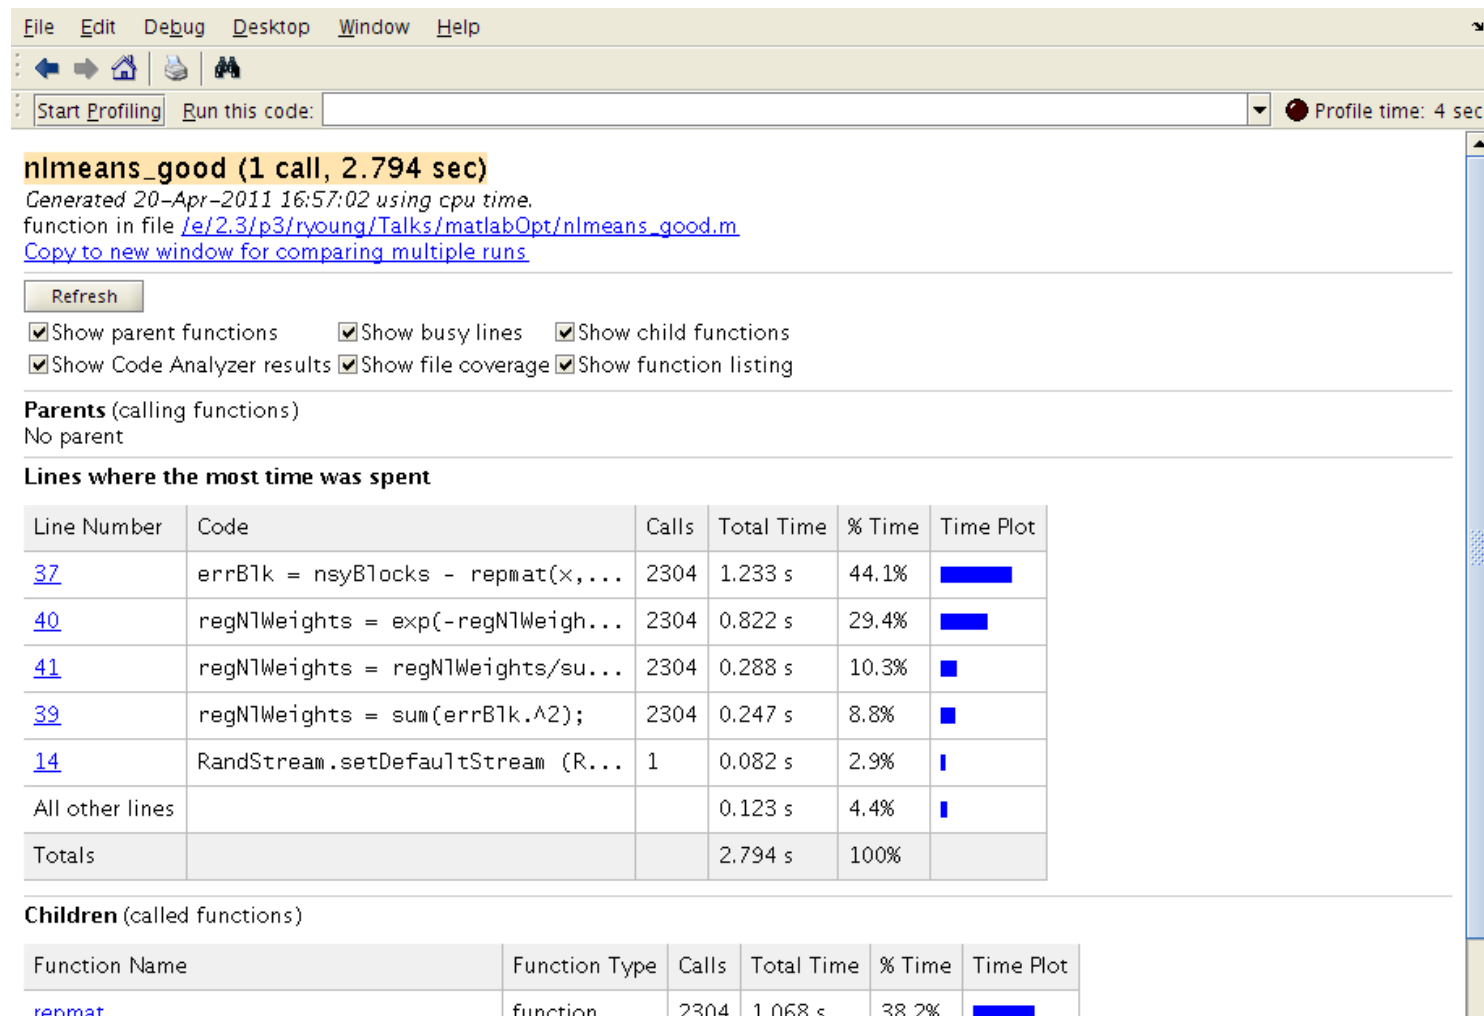 File Edit Debug Desktop Window Help
Start Profiling Run this code: Profile time: 4 sec
nlmeans_good (1 call, 2.794 sec)
Generated 20-Apr-2011 16:57:02 using cpu time.
function in file /e/2.3/p3/ryoung/Talks/matlabOpt/nlmeans_good.m
Copy to new window for comparing multiple runs
Refresh
Show parent functions Show busy lines Show child functions
Show Code Analyzer results Show file coverage Show function listing
Parents (calling functions)
No parent
Lines where the most time was spent
Line Number Code Calls Total Time % Time Time Plot
37 errBlk = nsyBlocks - repmat(x,... 2304 1.233 s 44.1%
40 regNlWeights = exp(-regNlWeigh... 2304 0.822 s 29.4%
41 regNlWeights = regNlWeights/su... 2304 0.288 s 10.3%
39 regNlWeights = sum(errBlk.^2); 2304 0.247 s 8.8%
14 RandStream.setDefaultStream (R... 1 0.082 s 2.9%
All other lines 0.123 s 4.4%
Totals 2.794 s 100%
Children (called functions)
Function Name Function Type Calls Total Time % Time Time Plot
repmat function 2304 1.068 s 38.2%